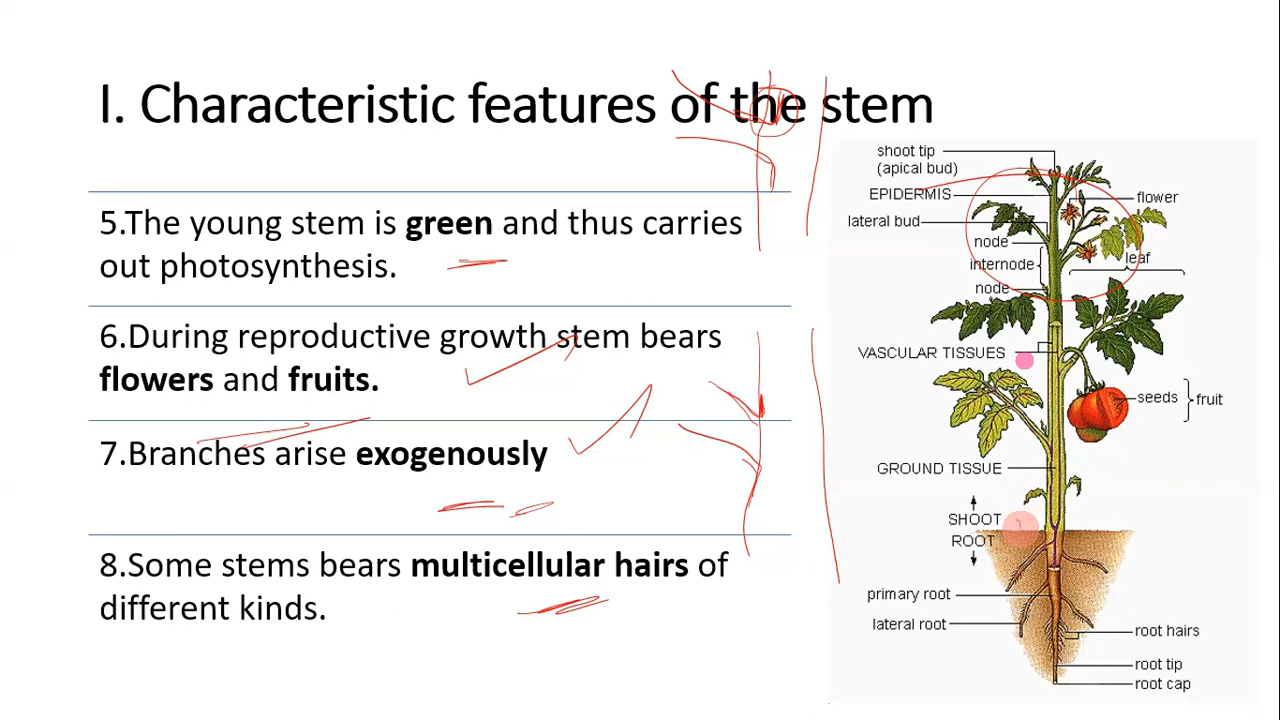 I. Characteristic features of the stem
5.The young stem is green and thus carries
out photosynthesis.
6.During reproductive growth stem bears
flowers and fruits.
7.Branches arise exogenously
8.Some stems bears multicellular hairs of
different kinds.
shoot tip
(apical bud)
EPIDERMIS
flower
lateral bud
node
leaf
internode
node
VASCULAR TISSUES
seeds
fruit
GROUND TISSUE
SHOOT
ROOT
primary root
lateral root
root hairs
root tip
root cap